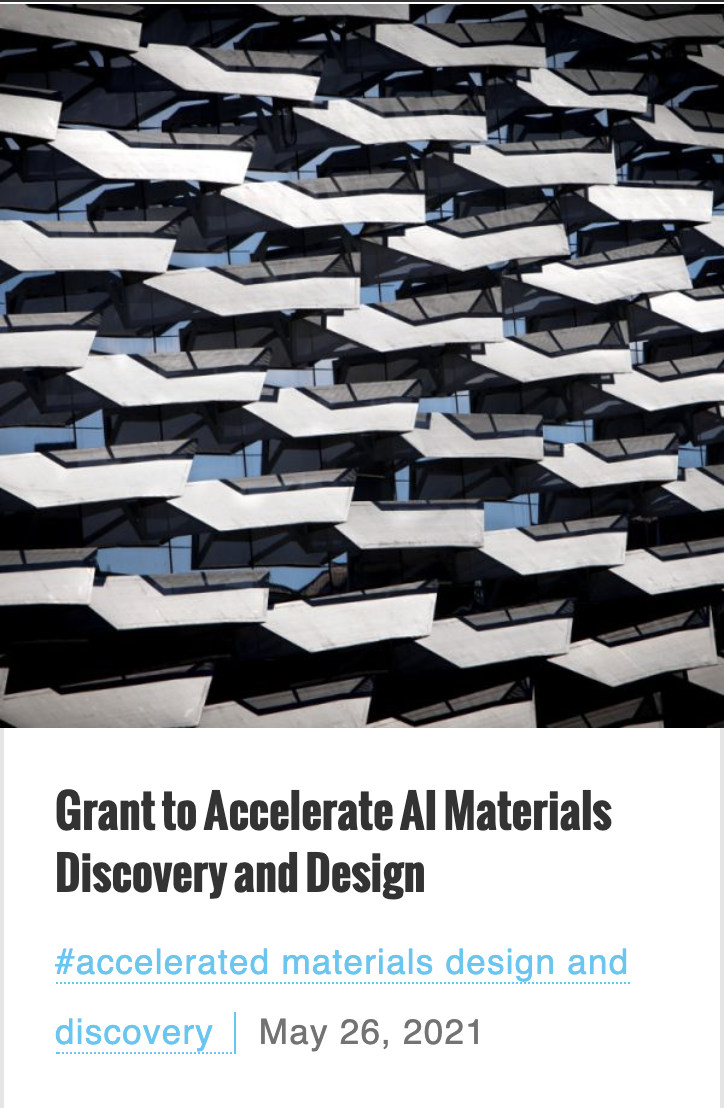 Grant to Accelerate AI Materials
Discovery and Design
#accelerated materials design and
discovery | May 26, 2021